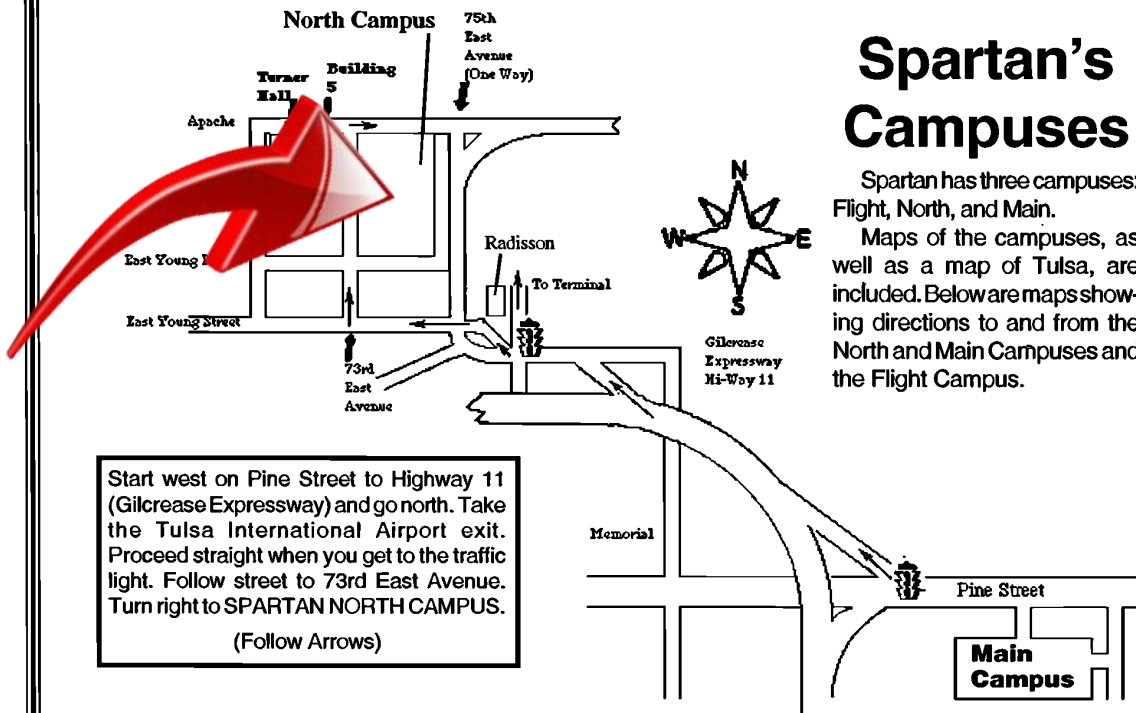 North Campus
75th
East
Avenue
(One Way)
Turner
Hall
Building
5
Apache
East Young
East Young Street
73rd
East
Avenue
Radisson
To Terminal
N
W
E
S
Gilcrease
Expressway
Hi-Way 11
Spartan's
Campuses
Spartan has three campuses:
Flight, North, and Main.
Maps of the campuses, as
well as a map of Tulsa, are
included. Below are maps show-
ing directions to and from the
North and Main Campuses and
the Flight Campus.
Start west on Pine Street to Highway 11
(Gilcrease Expressway) and go north. Take
the Tulsa International Airport exit.
Proceed straight when you get to the traffic
light. Follow street to 73rd East Avenue.
Turn right to SPARTAN NORTH CAMPUS.
(Follow Arrows)
Memorial
Pine Street
Main
Campus